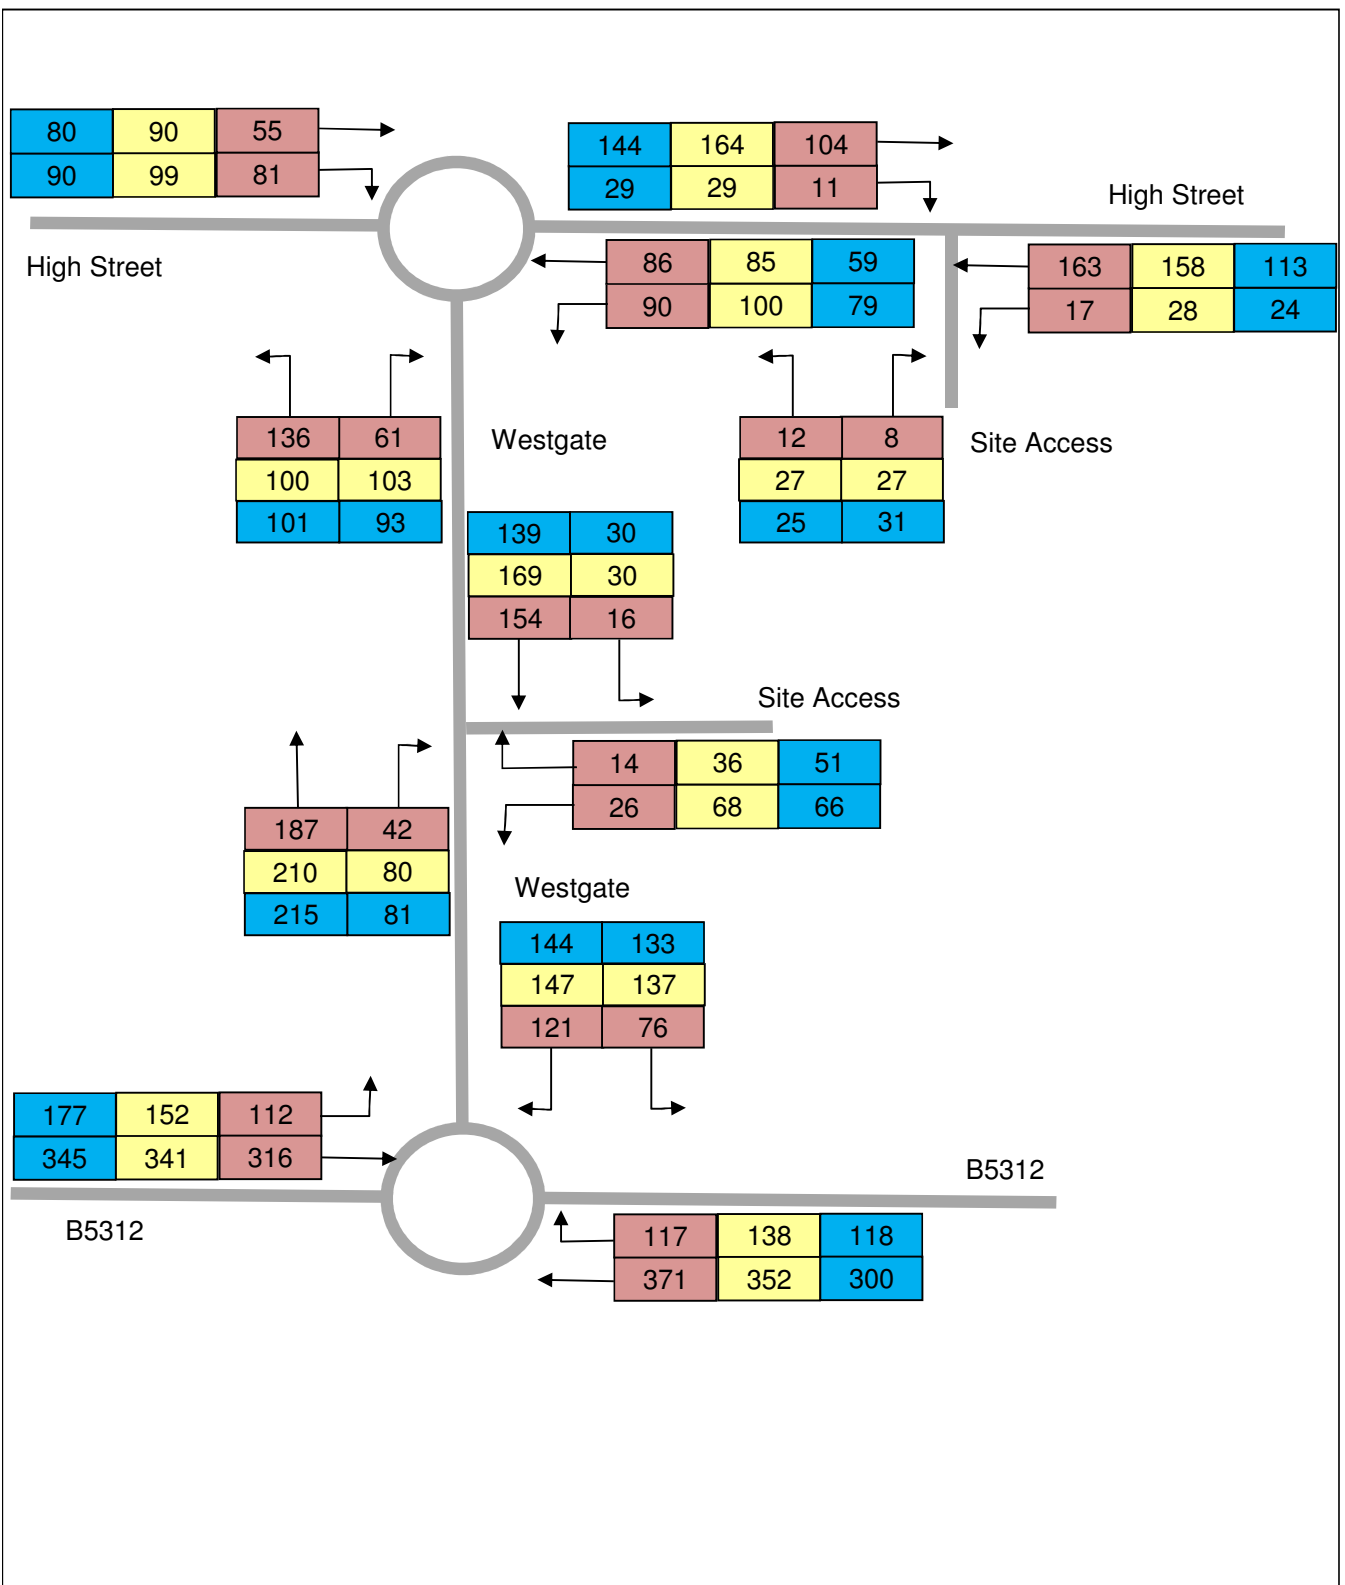 80 90 55
90 99 81
144 164 104
29 29 11
High Street
High Street
86 85 59
90 100 79
163 158 113
17 28 24
136 61
100 103
101 93
Westgate
12 8
27 27
25 31
Site Access
139 30
169 30
154 16
Site Access
14 36 51
26 68 66
187 42
210 80
215 81
Westgate
144 133
147 137
121 76
177 152 112
345 341 316
B5312
B5312
117 138 118
371 352 300